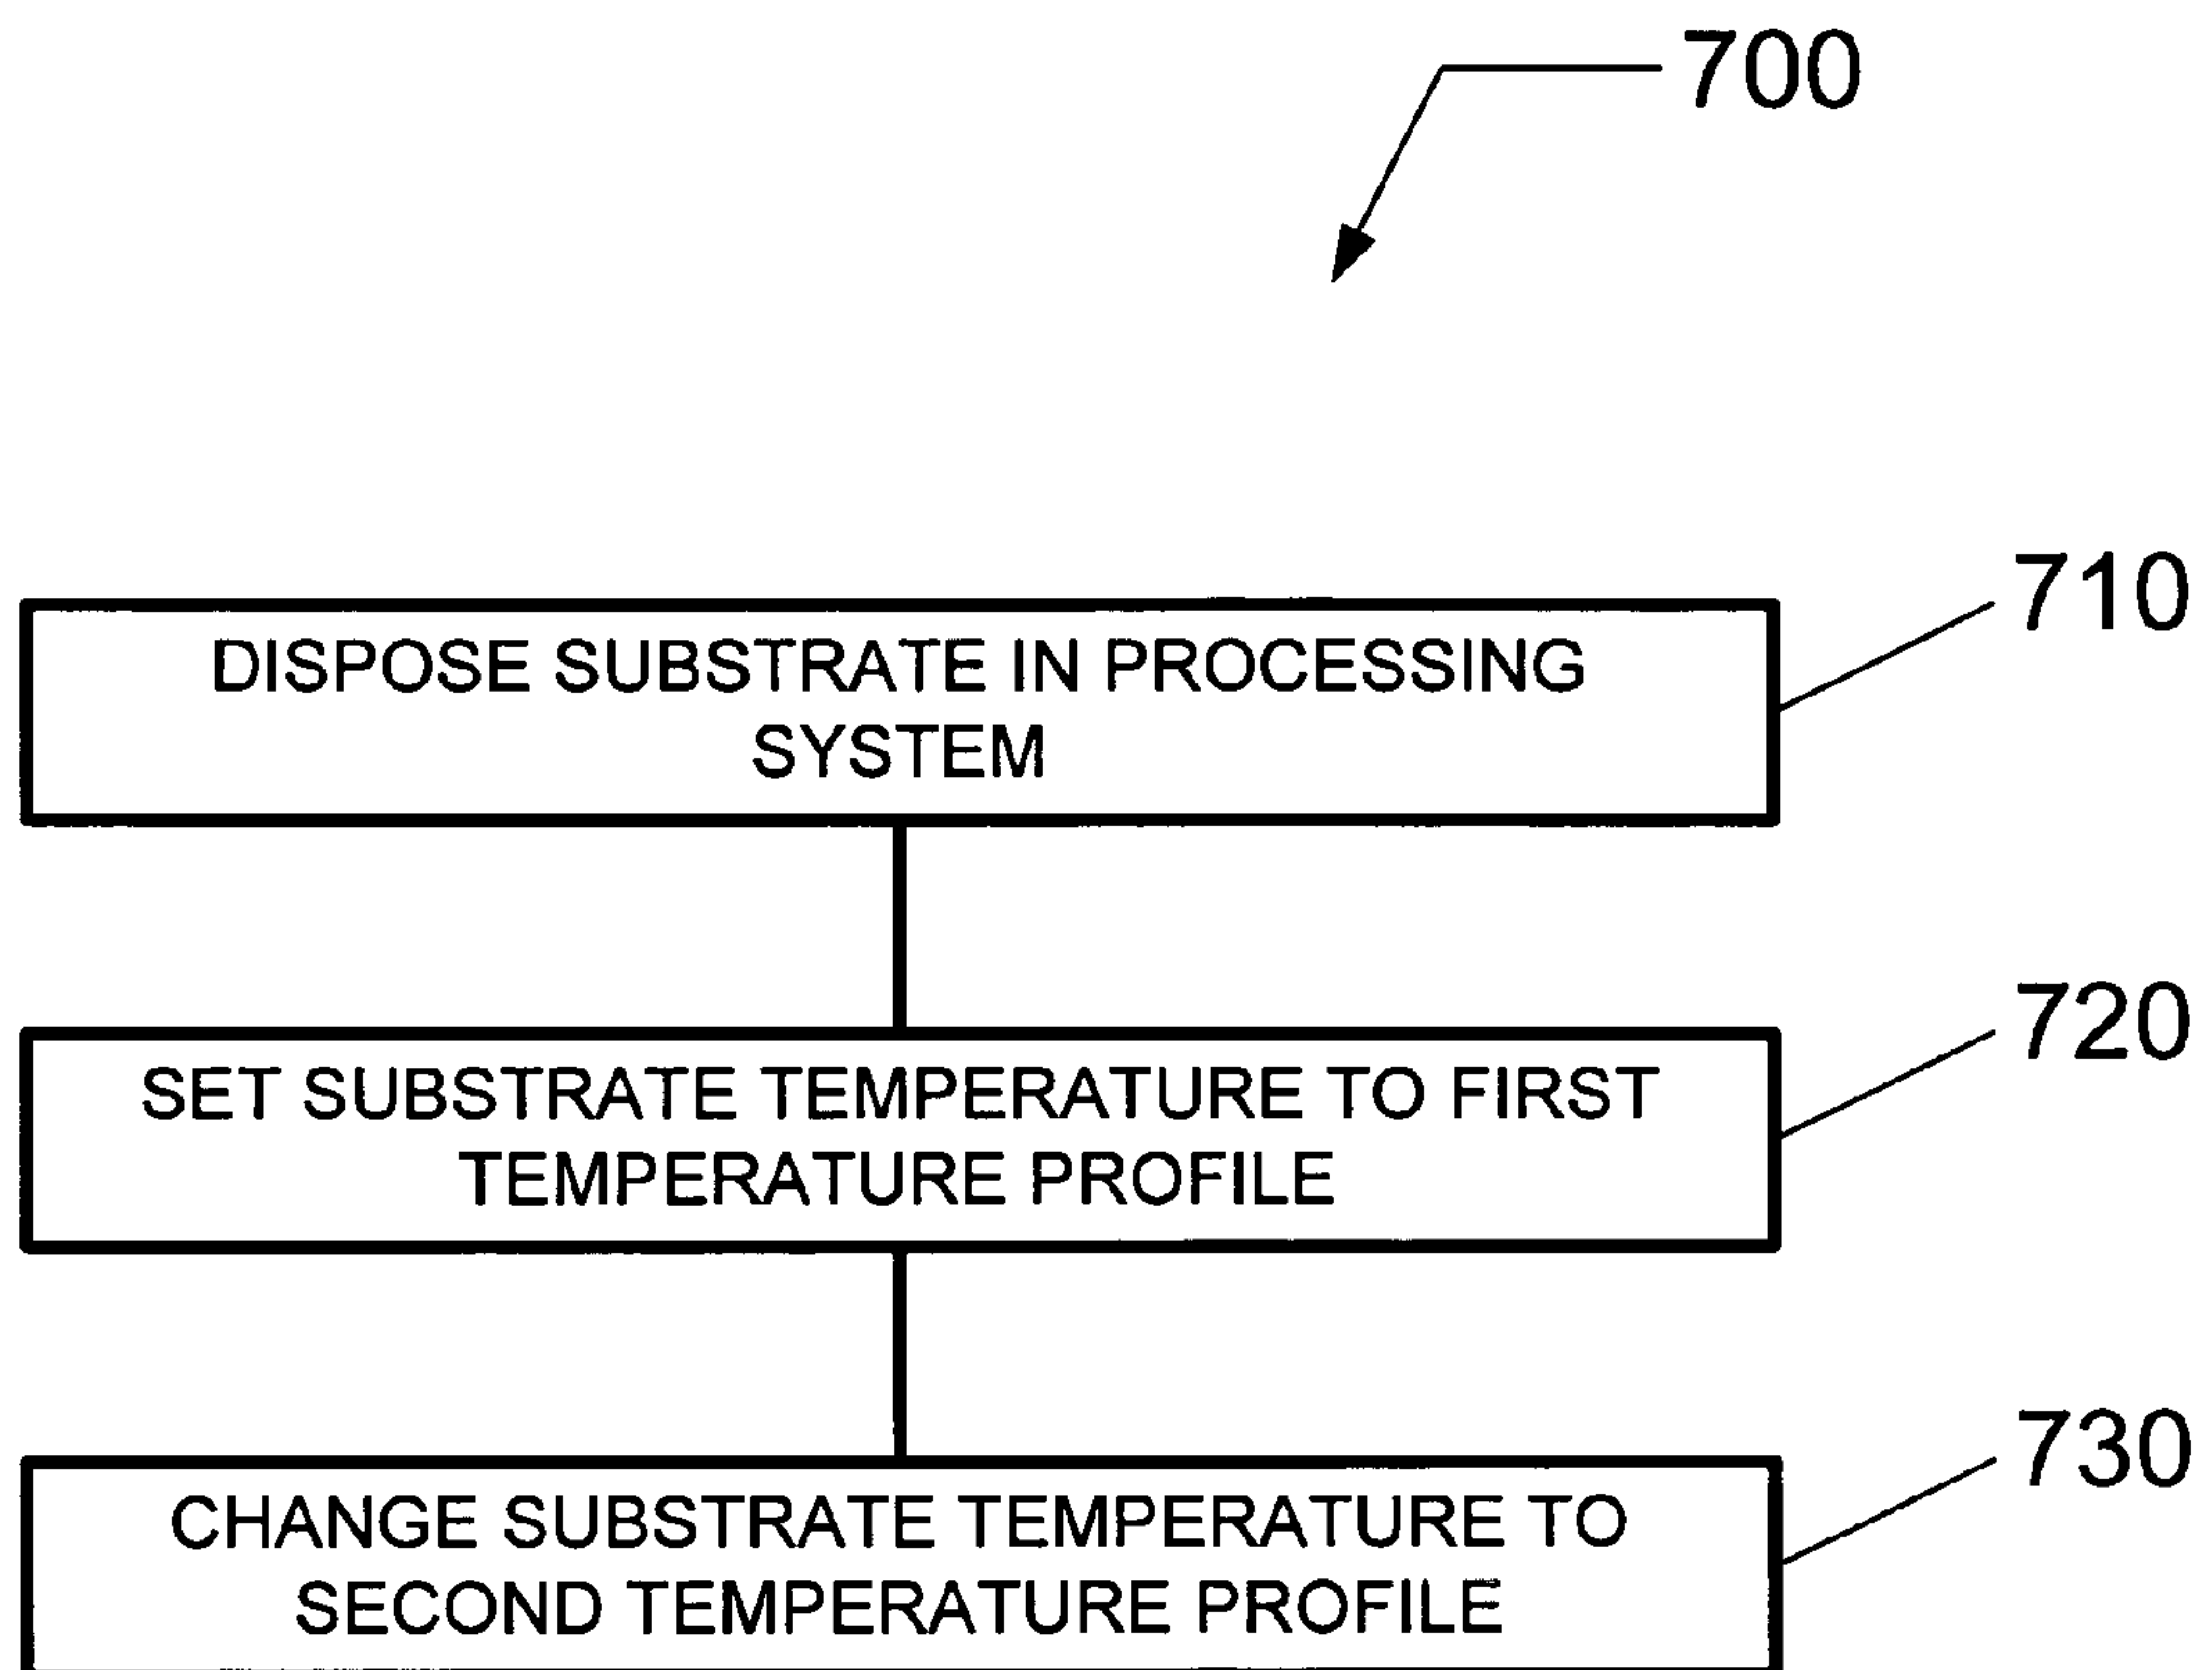 700
710
DISPOSE SUBSTRATE IN PROCESSING
SYSTEM
720
SET SUBSTRATE TEMPERATURE TO FIRST
TEMPERATURE PROFILE
730
CHANGE SUBSTRATE TEMPERATURE TO
SECOND TEMPERATURE PROFILE